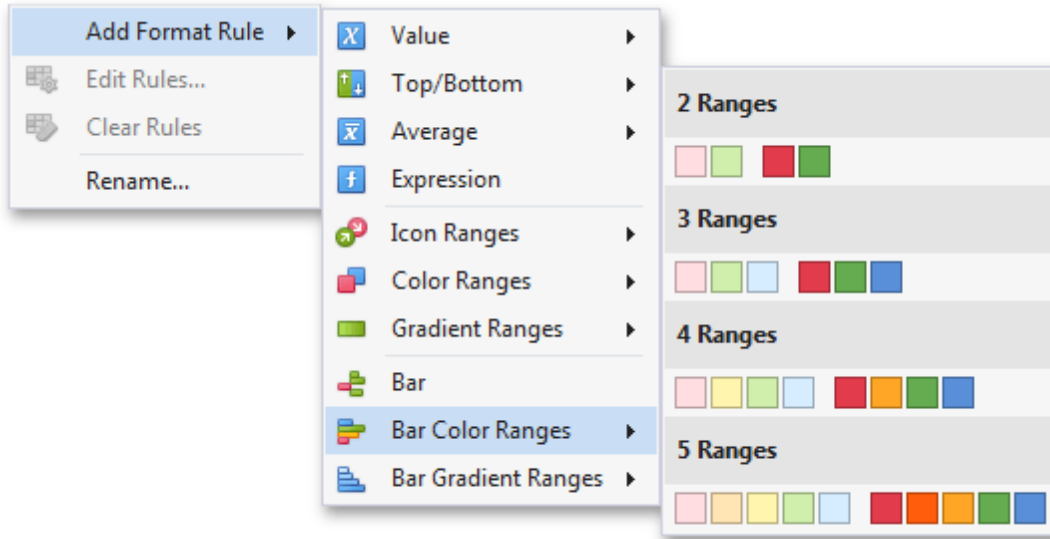 Add Format Rule
Edit Rules...
Clear Rules
Rename...
Value
Top/Bottom
Average
Expression
Icon Ranges
Color Ranges
Gradient Ranges
Bar
Bar Color Ranges
Bar Gradient Ranges
2 Ranges
3 Ranges
4 Ranges
5 Ranges